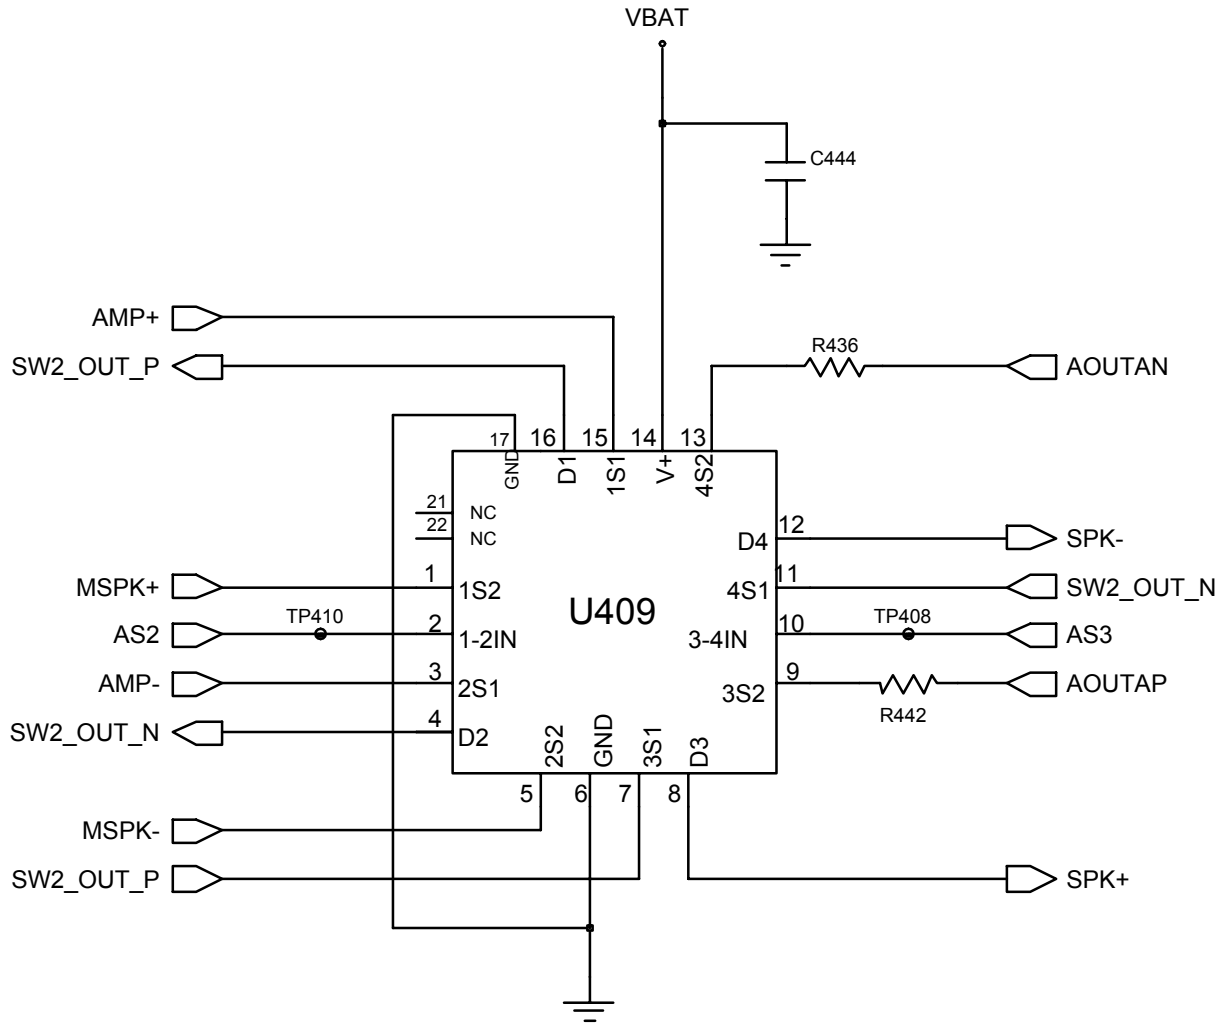 VBAT
C444
AMP+
SW2_OUT_P
R436
AOUTAN
17
16
15
14
13
GND
D1
1S1
V+
4S2
21
NC
22
NC
12
D4
SPK-
MSPK+
1
1S2
11
4S1
SW2_OUT_N
U409
AS2
TP410
2
1-2IN
10
3-4IN
TP408
AS3
AMP-
3
2S1
9
3S2
R442
AOUTAP
SW2_OUT_N
4
D2
2S2
GND
3S1
D3
5
6
7
8
MSPK-
SW2_OUT_P
SPK+